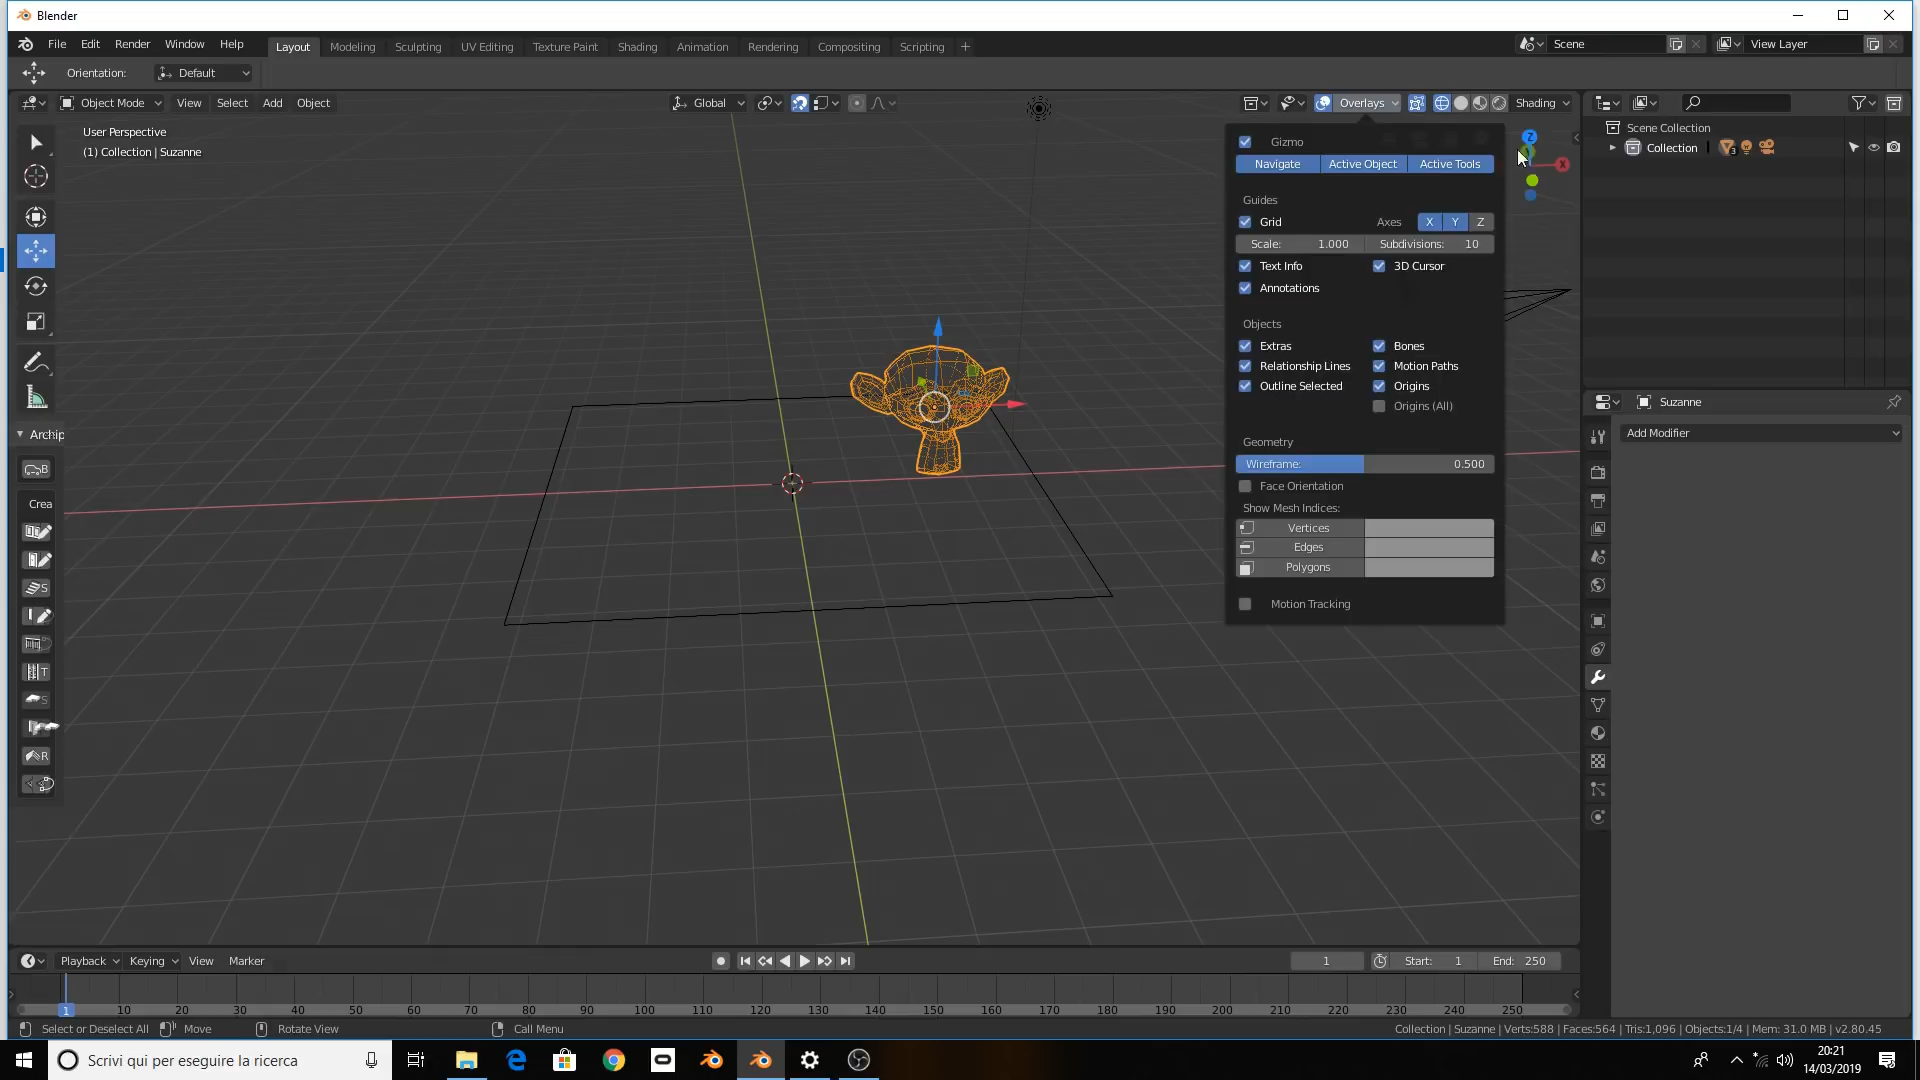 Blender
File Edit Render Window Help
Layout Modeling Sculpting UV Editing Texture Paint Shading Animation Rendering Compositing Scripting +
Scene
View Layer
Orientation: Default
Object Mode View Select Add Object
Global
Overlays
Shading
User Perspective
(1) Collection | Suzanne
Gizmo
Navigate Active Object Active Tools
Guides
Grid Axes X Y Z
Scale: 1.000 Subdivisions: 10
Text Info 3D Cursor
Annotations
Objects
Extras Bones
Relationship Lines Motion Paths
Outline Selected Origins
Origins (All)
Geometry
Wireframe: 0.500
Face Orientation
Show Mesh Indices:
Vertices
Edges
Polygons
Motion Tracking
Z
X
Scene Collection
Collection
3
Suzanne
Add Modifier
Archip
B
Crea
S
T
S
R
Playback Keying View Marker
1 Start: 1 End: 250
1 10 20 30 40 50 60 70 80 90 100 110 120 130 140 150 160 170 180 190 200 210 220 230 240 250
Select or Deselect All Move Rotate View Call Menu
Collection | Suzanne | Verts:588 | Faces:564 | Tris:1,096 | Objects:1/4 | Mem: 31.0 MB | v2.80.45
Scrivi qui per eseguire la ricerca
20:21
14/03/2019